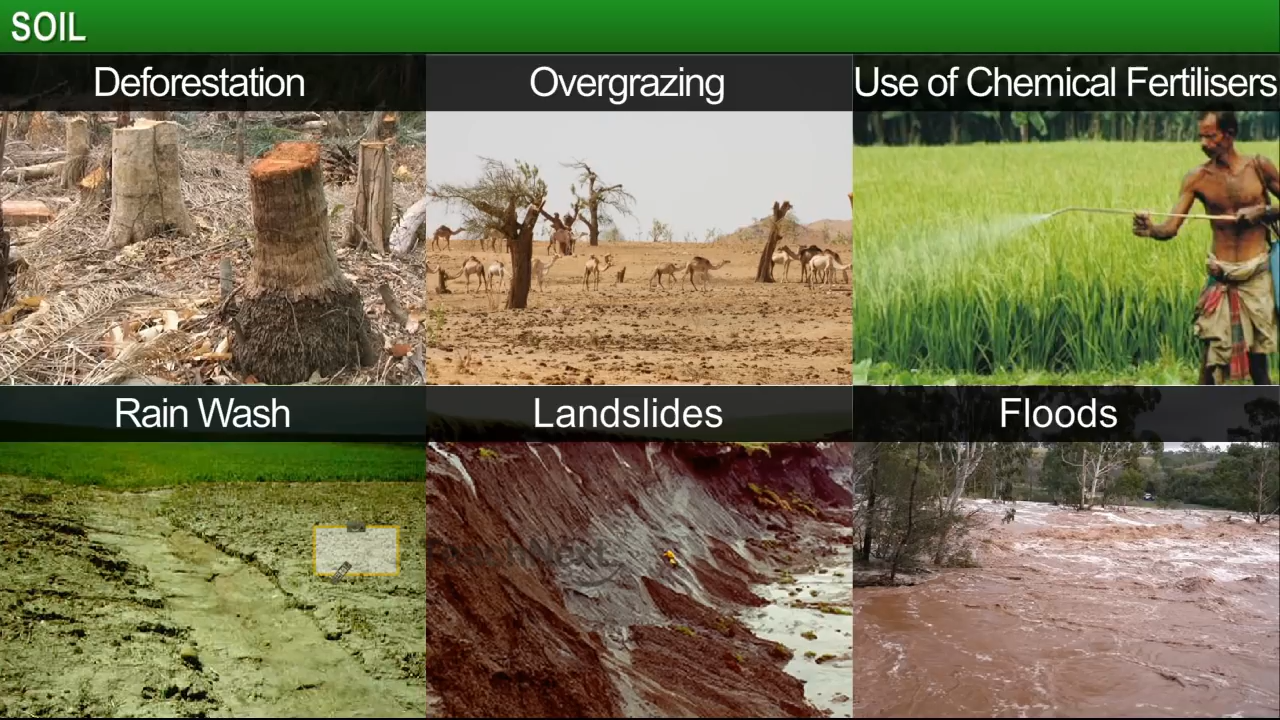 SOIL
Deforestation
Overgrazing
Use of Chemical Fertilisers
Rain Wash
Landslides
Floods